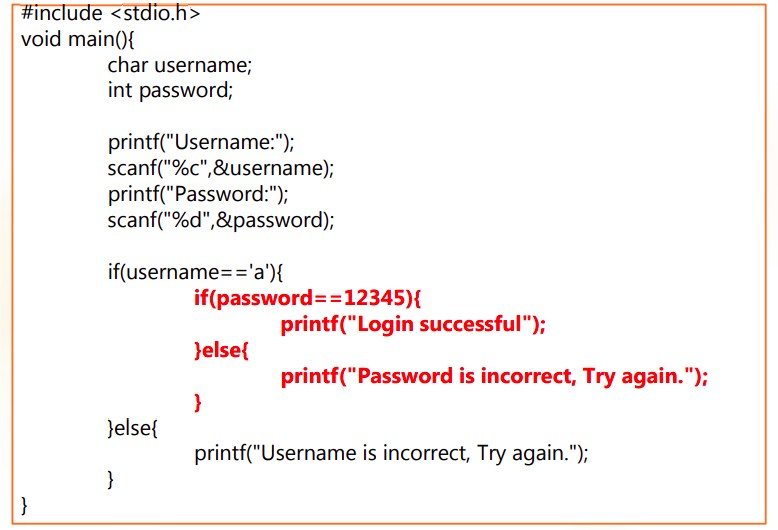 #include <stdio.h>
void main(){
char username;
int password;
printf("Username:");
scanf("%c",&username);
printf("Password:");
scanf("%d",&password);
if(username=='a'){
if(password==12345){
printf("Login successful");
}else{
printf("Password is incorrect, Try again.");
}
}else{
printf("Username is incorrect, Try again.");
}
}